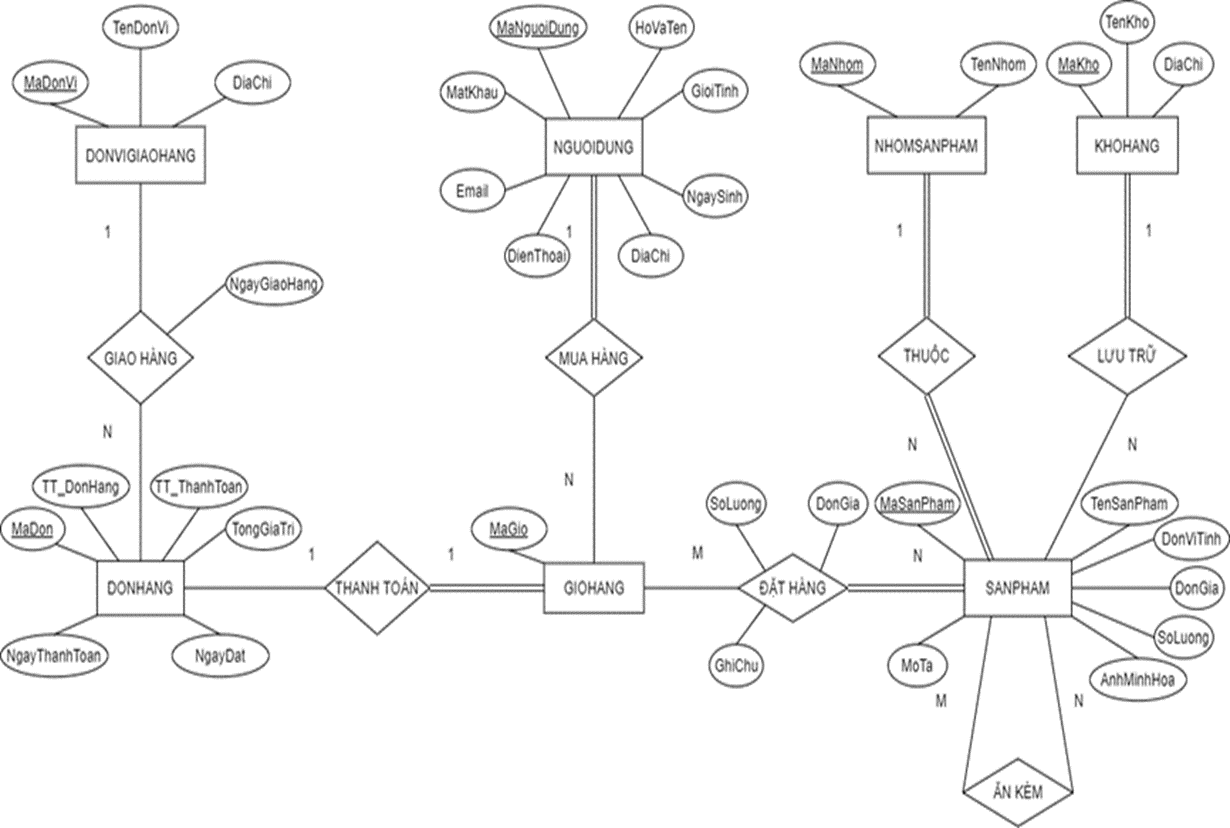 TenDonVi
MaDonVi
DiaChi
DONVIGIAOHANG
1
NgayGiaoHang
GIAO HÀNG
N
MaNguoiDung
HoVaTen
MatKhau
GioiTinh
NGUOIDUNG
Email
NgaySinh
DienThoai
1
DiaChi
MUA HÀNG
N
MaNhom
TenNhom
NHOMSANPHAM
1
THUỘC
N
TenKho
MaKho
DiaChi
KHOHANG
1
LƯU TRỮ
N
TT_DonHang
TT_ThanhToan
MaDon
TongGiaTri
DONHANG
NgayThanhToan
NgayDat
1
THANH TOÁN
1
MaGio
GIOHANG
M
SoLuong
DonGia
ĐẶT HÀNG
GhiChu
N
MaSanPham
TenSanPham
DonViTinh
SANPHAM
DonGia
SoLuong
MoTa
AnhMinhHoa
M
N
ĂN KÈM